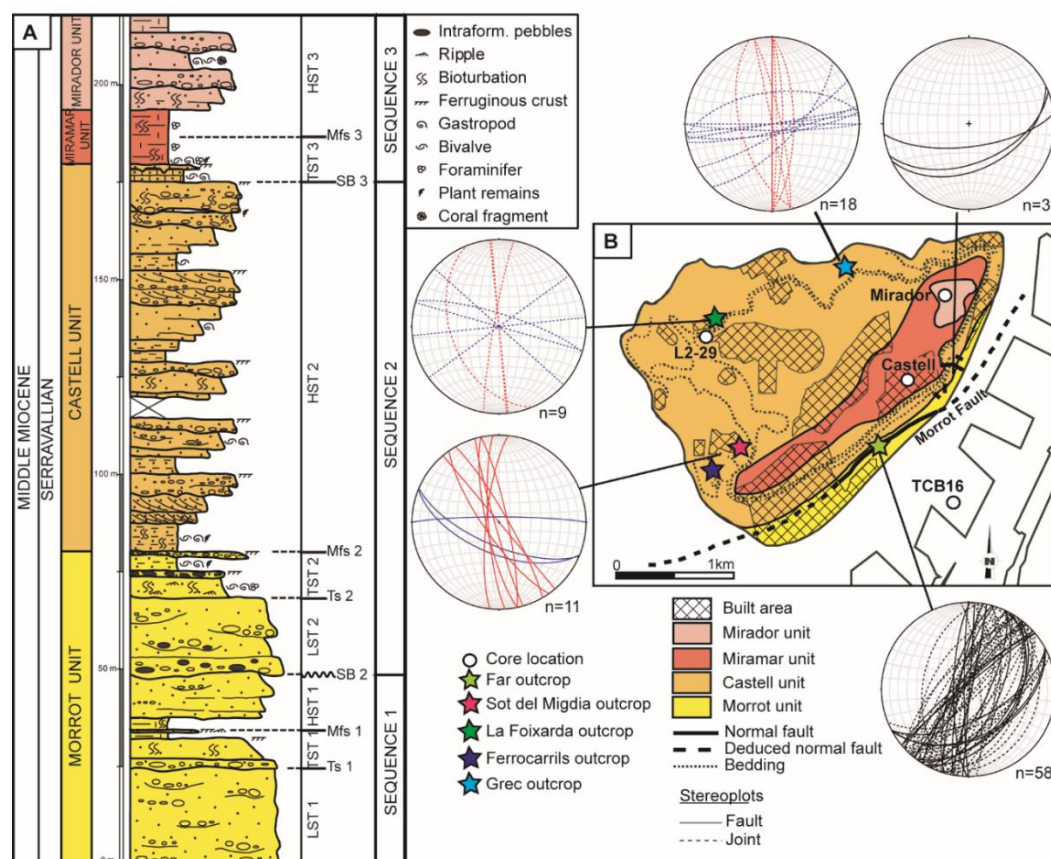 A
MIDDLE MIOCENE
SERRAVALLIAN
MIRADOR UNIT
MIRAMAR UNIT
CASTELL UNIT
MORROT UNIT
200 m
150 m
100 m
50 m
0 m
HST 3
Mfs 3
TST 3
SB 3
HST 2
Mfs 2
TST 2
Ts 2
LST 2
SB 2
HST 1
Mfs 1
TST 1
Ts 1
LST 1
SEQUENCE 3
SEQUENCE 2
SEQUENCE 1
Intraform. pebbles
Ripple
Bioturbation
Ferruginous crust
Gastropod
Bivalve
Foraminifer
Plant remains
Coral fragment
n=18
n=3
n=9
n=11
n=58
B
Mirador
L2-29
Castell
Morrot Fault
TCB16
0
1km
N
Core location
Far outcrop
Sot del Migdia outcrop
La Foixarda outcrop
Ferrocarrils outcrop
Grec outcrop
Built area
Mirador unit
Miramar unit
Castell unit
Morrot unit
Normal fault
Deduced normal fault
Bedding
Stereoplots
Fault
Joint